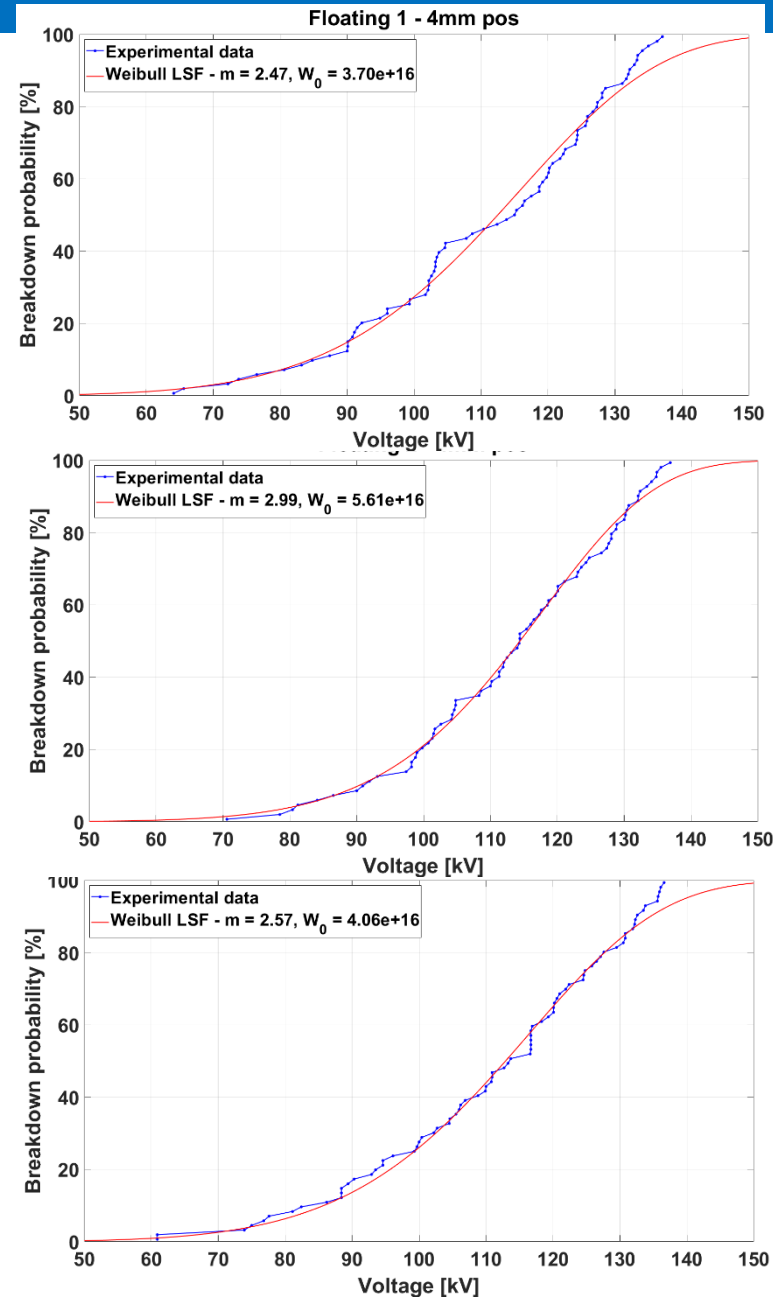 Floating 1 - 4mm pos
Experimental data
Weibull LSF - m = 2.47, W₀ = 3.70e+16
Breakdown probability [%]
100
80
60
40
20
0
50 60 70 80 90 100 110 120 130 140 150
Voltage [kV]
Experimental data
Weibull LSF - m = 2.99, W₀ = 5.61e+16
Breakdown probability [%]
100
80
60
40
20
0
50 60 70 80 90 100 110 120 130 140 150
Voltage [kV]
Experimental data
Weibull LSF - m = 2.57, W₀ = 4.06e+16
Breakdown probability [%]
100
80
60
40
20
0
50 60 70 80 90 100 110 120 130 140 150
Voltage [kV]